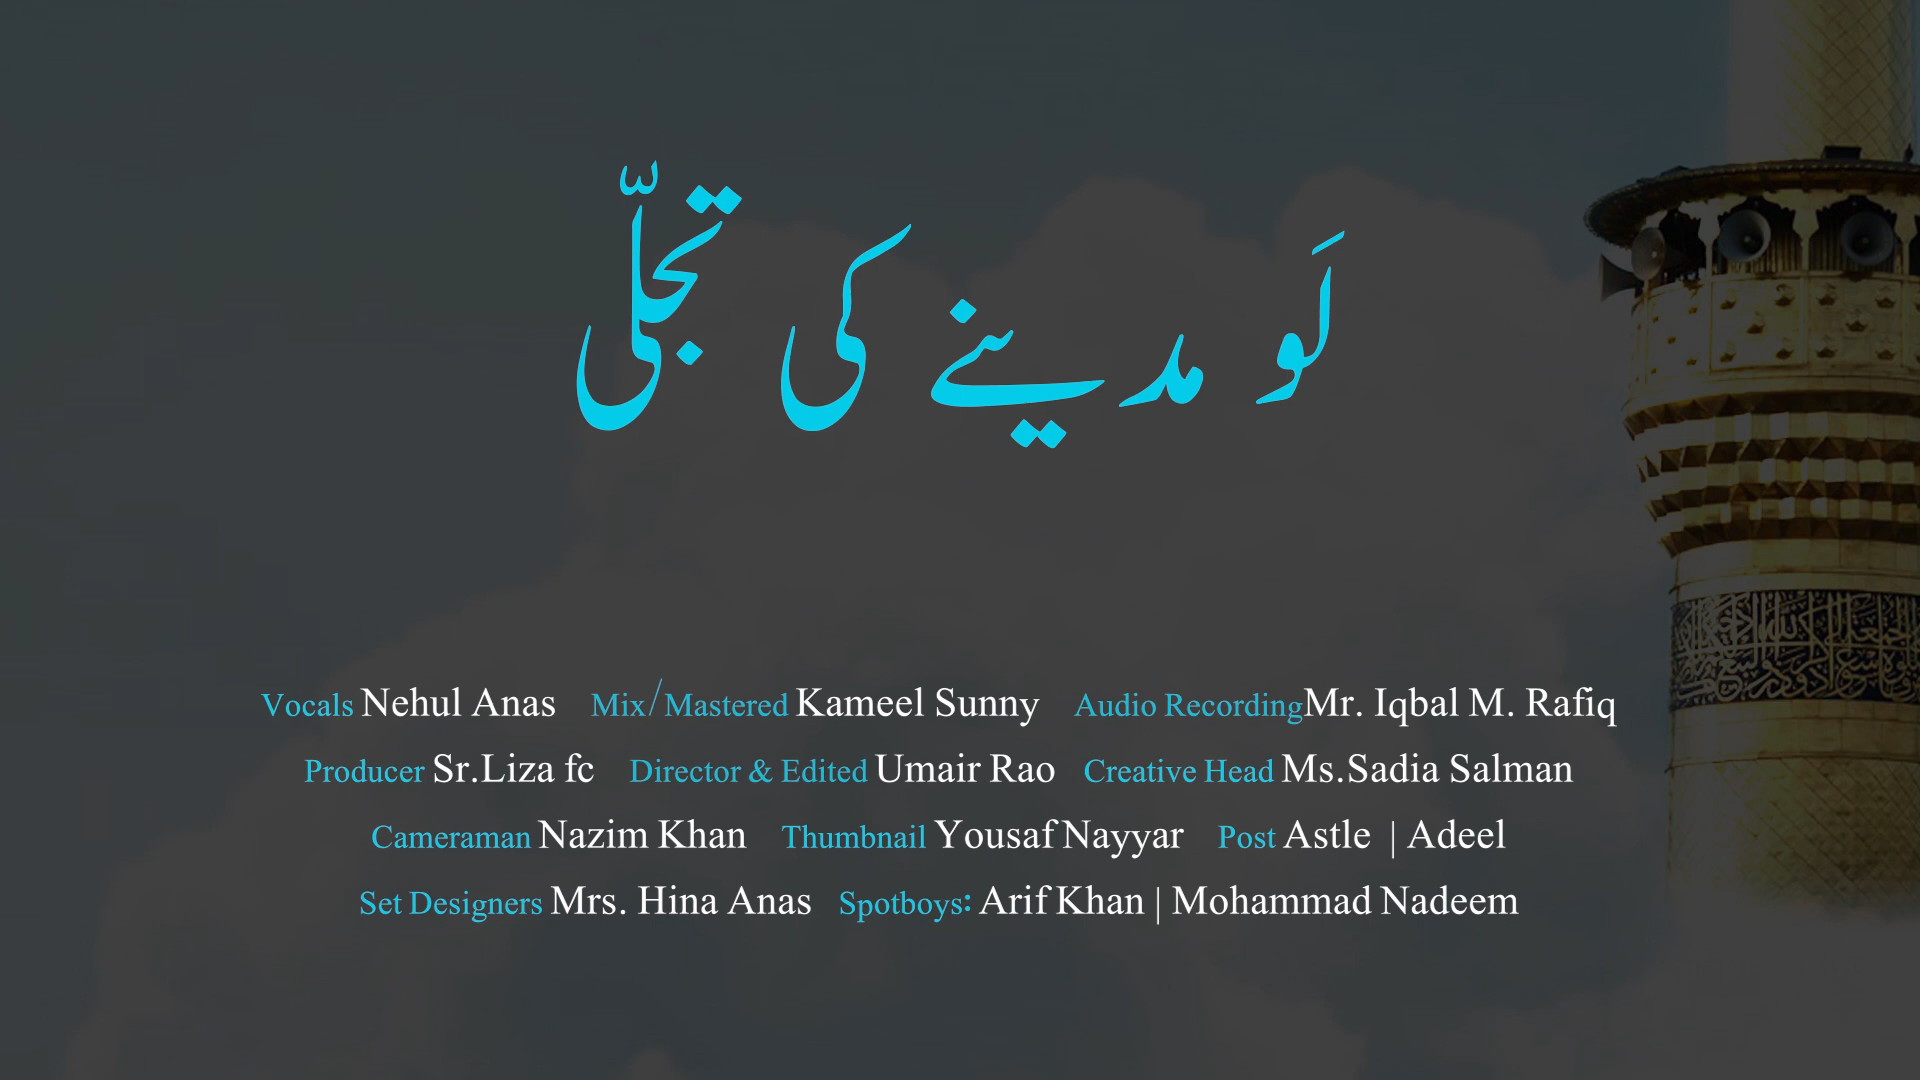 لَو مدینے کی تجلّی
Vocals Nehul Anas Mix/Mastered Kameel Sunny Audio RecordingMr. Iqbal M. Rafiq
Producer Sr.Liza fc Director & Edited Umair Rao Creative Head Ms.Sadia Salman
Cameraman Nazim Khan Thumbnail Yousaf Nayyar Post Astle | Adeel
Set Designers Mrs. Hina Anas Spotboys: Arif Khan | Mohammad Nadeem